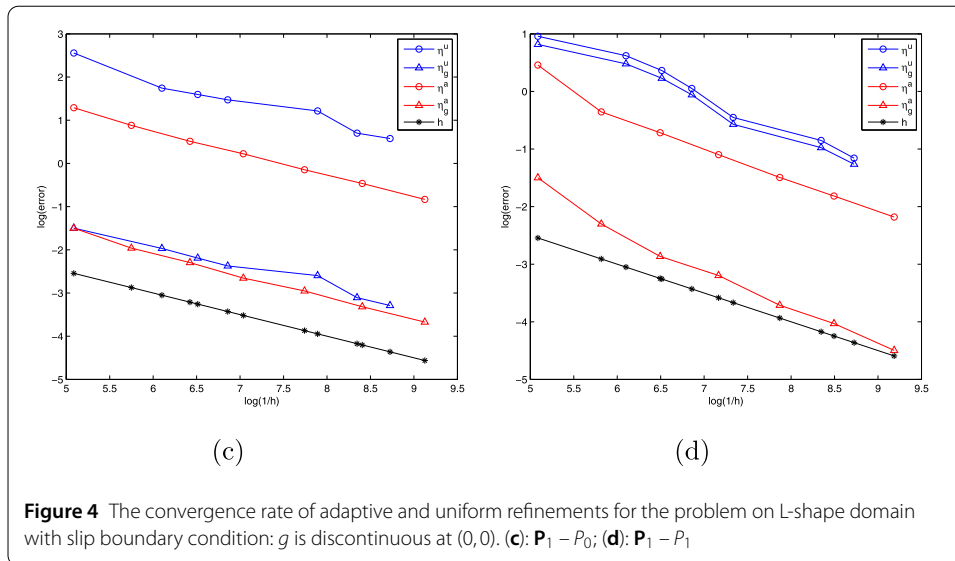 3
2
1
0
−1
−2
−3
−4
−5
log(error)
5 5.5 6 6.5 7 7.5 8 8.5 9 9.5
log(1/h)
η^u
η_g^u
η^a
η_g^a
h
(c)
1
0
−1
−2
−3
−4
−5
log(error)
5 5.5 6 6.5 7 7.5 8 8.5 9 9.5
log(1/h)
η^u
η_g^u
η^a
η_g^a
h
(d)
Figure 4 The convergence rate of adaptive and uniform refinements for the problem on L-shape domain
with slip boundary condition: g is discontinuous at (0, 0). (c): P₁ – P₀; (d): P₁ – P₁